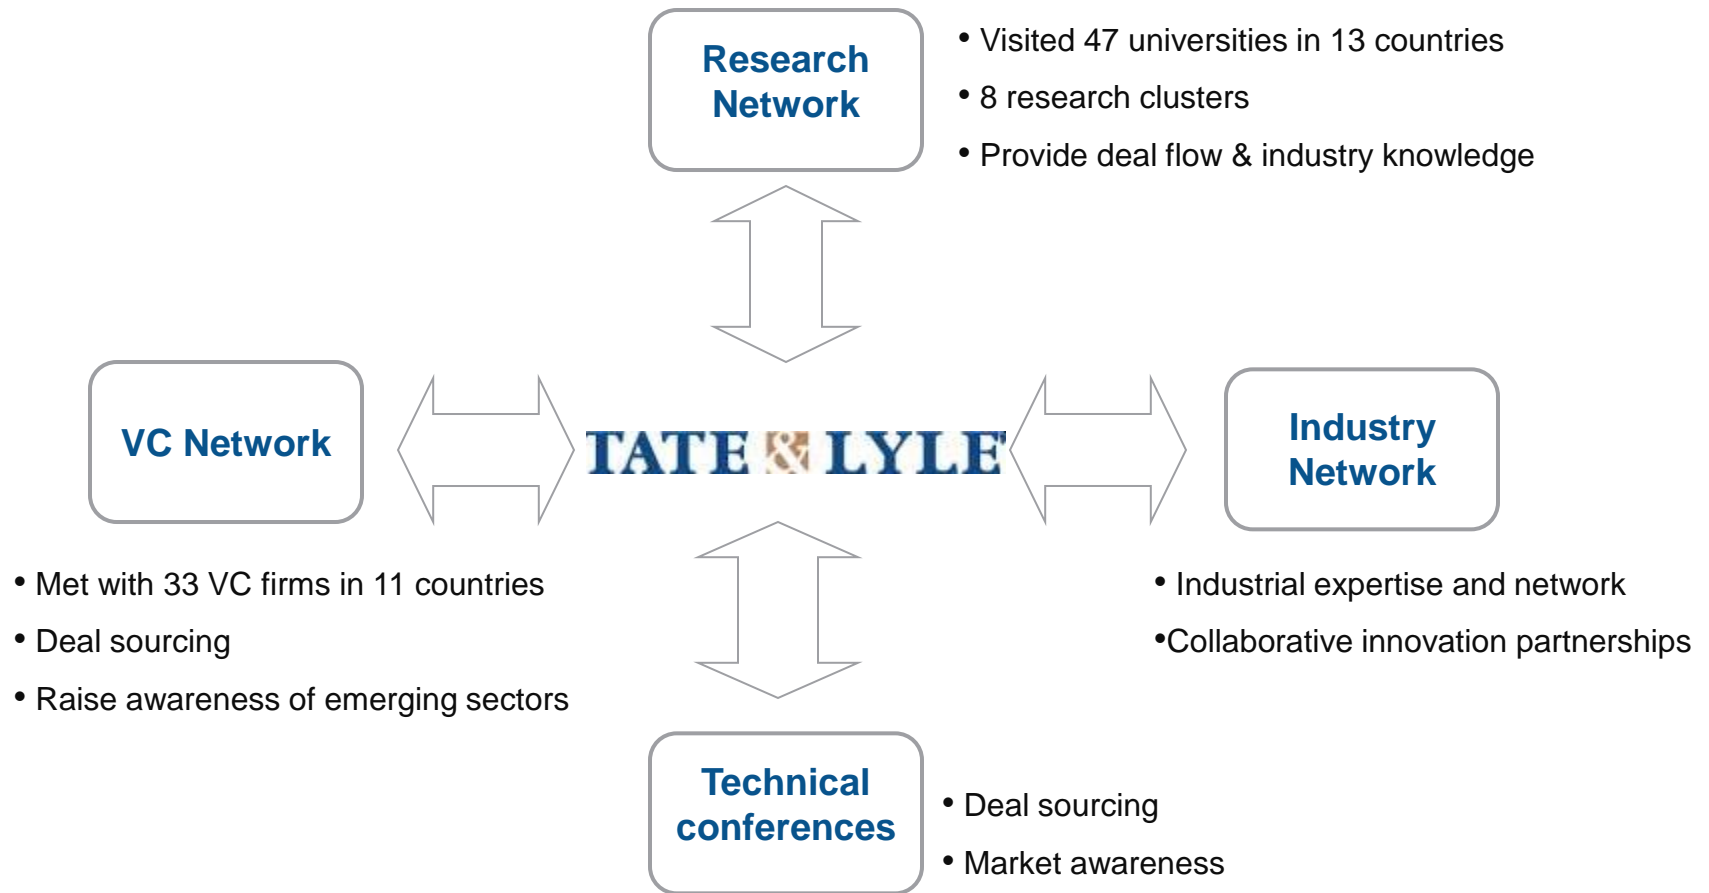 Research
Network
• Visited 47 universities in 13 countries
• 8 research clusters
• Provide deal flow & industry knowledge
VC Network
TATE & LYLE
Industry
Network
• Met with 33 VC firms in 11 countries
• Deal sourcing
• Raise awareness of emerging sectors
• Industrial expertise and network
•Collaborative innovation partnerships
Technical
conferences
• Deal sourcing
• Market awareness